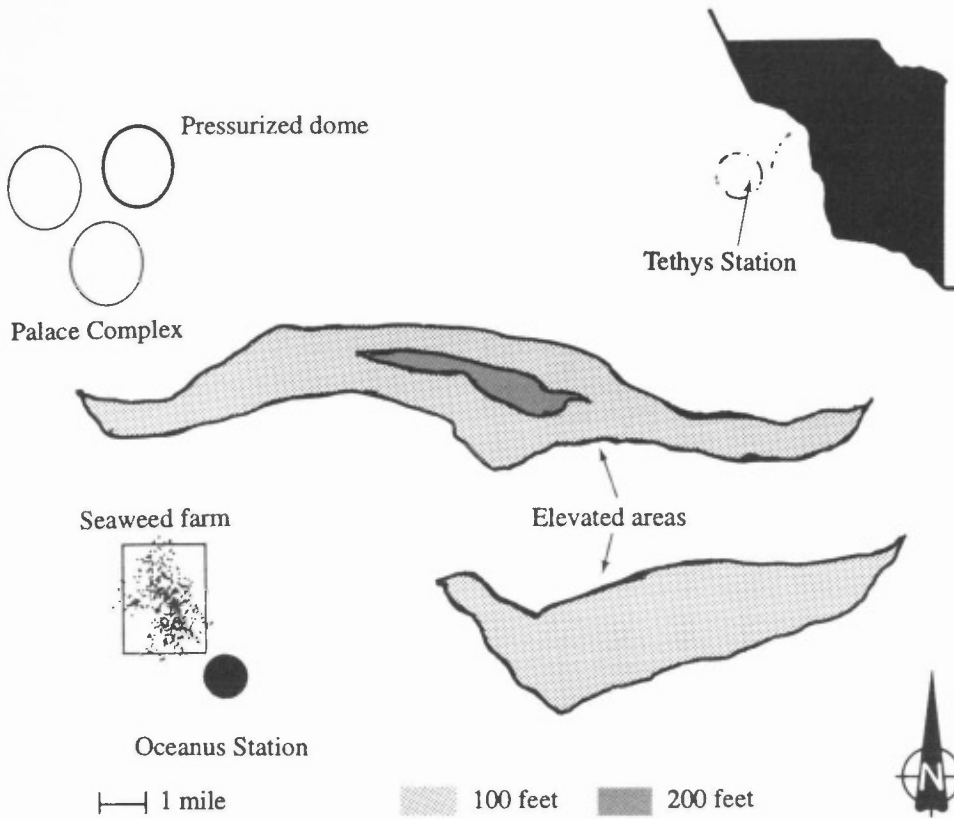 Pressurized dome
Tethys Station
Palace Complex
Seaweed farm
Elevated areas
Oceanus Station
1 mile
100 feet
200 feet
N